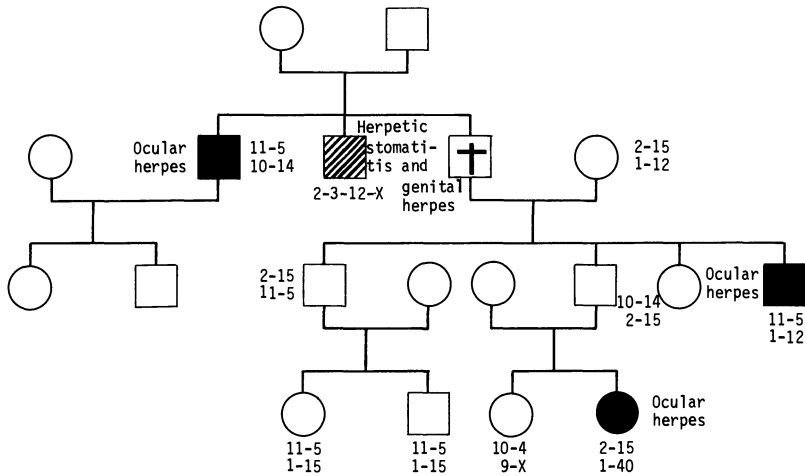 Ocular
herpes
11-5
10-14
Herpetic
stomati-
tis and
genital
herpes
2-3-12-X
2-15
1-12
2-15
11-5
10-14
2-15
Ocular
herpes
11-5
1-12
11-5
1-15
11-5
1-15
10-4
9-X
2-15
1-40
Ocular
herpes